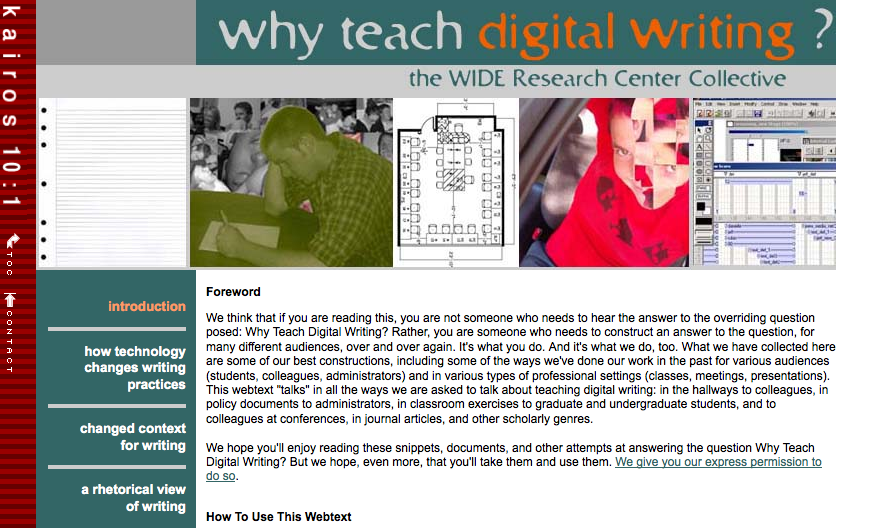 kairos 10:1
TOC
CONTACT
why teach digital writing ?
the WIDE Research Center Collective
introduction
how technology
changes writing
practices
changed context
for writing
a rhetorical view
of writing
Foreword
We think that if you are reading this, you are not someone who needs to hear the answer to the overriding question
posed: Why Teach Digital Writing? Rather, you are someone who needs to construct an answer to the question, for
many different audiences, over and over again. It's what you do. And it's what we do, too. What we have collected here
are some of our best constructions, including some of the ways we've done our work in the past for various audiences
(students, colleagues, administrators) and in various types of professional settings (classes, meetings, presentations).
This webtext "talks" in all the ways we are asked to talk about teaching digital writing: in the hallways to colleagues, in
policy documents to administrators, in classroom exercises to graduate and undergraduate students, and to
colleagues at conferences, in journal articles, and other scholarly genres.
We hope you'll enjoy reading these snippets, documents, and other attempts at answering the question Why Teach
Digital Writing? But we hope, even more, that you'll take them and use them. We give you our express permission to
do so.
How To Use This Webtext